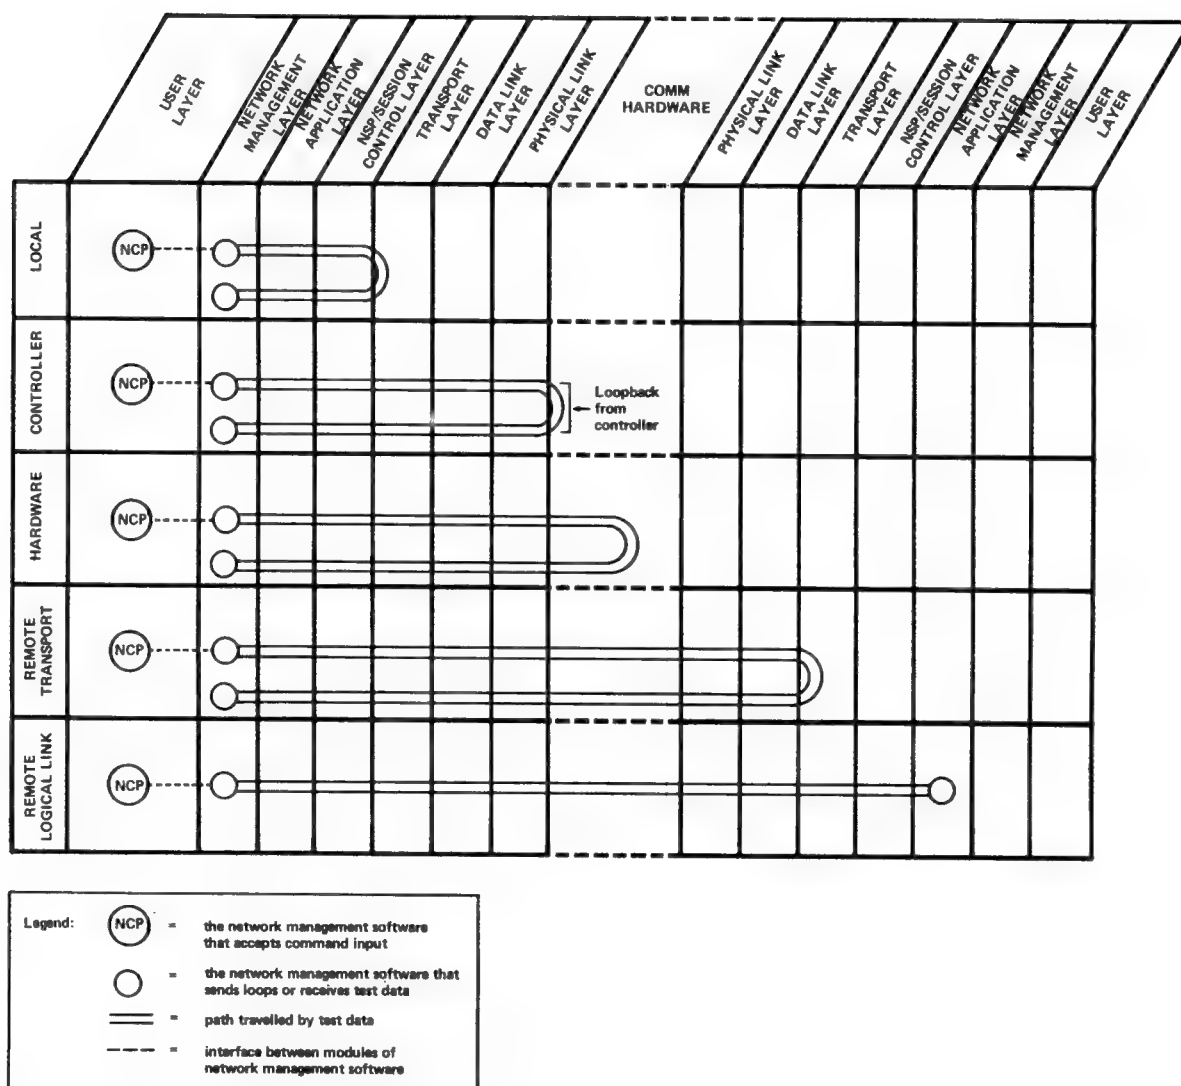 USER
LAYER
NETWORK
MANAGEMENT
LAYER
NETWORK
APPLICATION
LAYER
NSP/SESSION
CONTROL LAYER
TRANSPORT
LAYER
DATA LINK
LAYER
PHYSICAL LINK
LAYER
COMM
HARDWARE
PHYSICAL LINK
LAYER
DATA LINK
LAYER
TRANSPORT
LAYER
NSP/SESSION
CONTROL LAYER
NETWORK
APPLICATION
LAYER
NETWORK
MANAGEMENT
LAYER
USER
LAYER
LOCAL
NCP
CONTROLLER
NCP
Loopback
from
controller
HARDWARE
NCP
REMOTE
TRANSPORT
NCP
REMOTE
LOGICAL LINK
NCP
Legend:
NCP = the network management software
that accepts command input
= the network management software that
sends loops or receives test data
= path travelled by test data
= interface between modules of
network management software